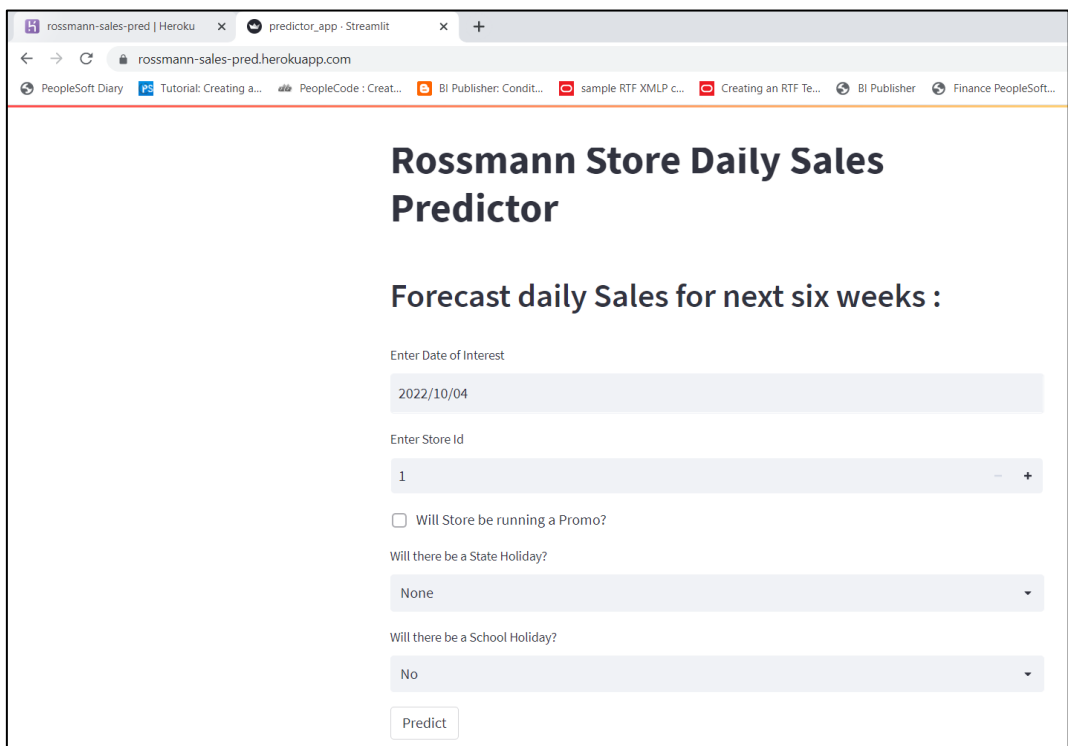 rossmann-sales-pred | Heroku
predictor_app · Streamlit
rossmann-sales-pred.herokuapp.com
PeopleSoft Diary
PS
Tutorial: Creating a...
PeopleCode : Creat...
BI Publisher: Condit...
sample RTF XMLP c...
Creating an RTF Te...
BI Publisher
Finance PeopleSoft...
Rossmann Store Daily Sales
Predictor
Forecast daily Sales for next six weeks :
Enter Date of Interest
2022/10/04
Enter Store Id
1
Will Store be running a Promo?
Will there be a State Holiday?
None
Will there be a School Holiday?
No
Predict